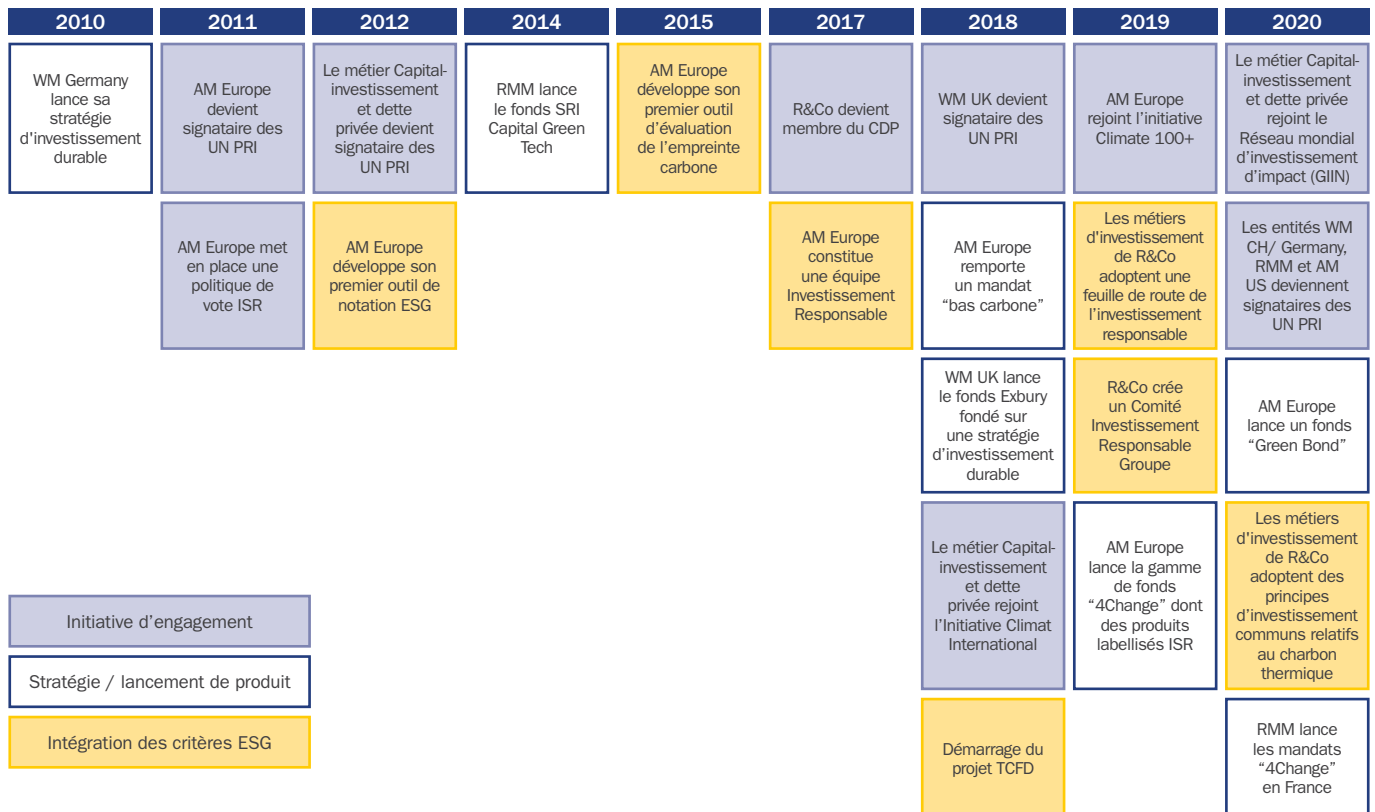 2010
2011
2012
2014
2015
2017
2018
2019
2020
WM Germany
lance sa
stratégie
d'investissement
durable
AM Europe
devient
signataire des
UN PRI
Le métier Capital-
investissement
et dette
privée devient
signataire des
UN PRI
RMM lance
le fonds SRI
Capital Green
Tech
AM Europe
développe son
premier outil
d’évaluation
de l’empreinte
carbone
R&Co devient
membre du CDP
WM UK devient
signataire des
UN PRI
AM Europe
rejoint l’initiative
Climate 100+
Le métier Capital-
investissement
et dette privée
rejoint le
Réseau mondial
d’investissement
d’impact (GIIN)
AM Europe met
en place une
politique de
vote ISR
AM Europe
développe son
premier outil de
notation ESG
AM Europe
constitue
une équipe
Investissement
Responsable
AM Europe
remporte
un mandat
“bas carbone”
Les métiers
d'investissement
de R&Co
adoptent une
feuille de route de
l’investissement
responsable
Les entités WM
CH/ Germany,
RMM et AM
US deviennent
signataires des
UN PRI
WM UK lance
le fonds Exbury
fondé sur
une stratégie
d’investissement
durable
R&Co crée
un Comité
Investissement
Responsable
Groupe
AM Europe
lance un fonds
“Green Bond”
Le métier Capital-
investissement
et dette
privée rejoint
l’Initiative Climat
International
AM Europe
lance la gamme
de fonds
“4Change” dont
des produits
labellisés ISR
Les métiers
d'investissement
de R&Co
adoptent des
principes
d’investissement
communs relatifs
au charbon
thermique
Démarrage du
projet TCFD
RMM lance
les mandats
“4Change”
en France
Initiative d’engagement
Stratégie / lancement de produit
Intégration des critères ESG